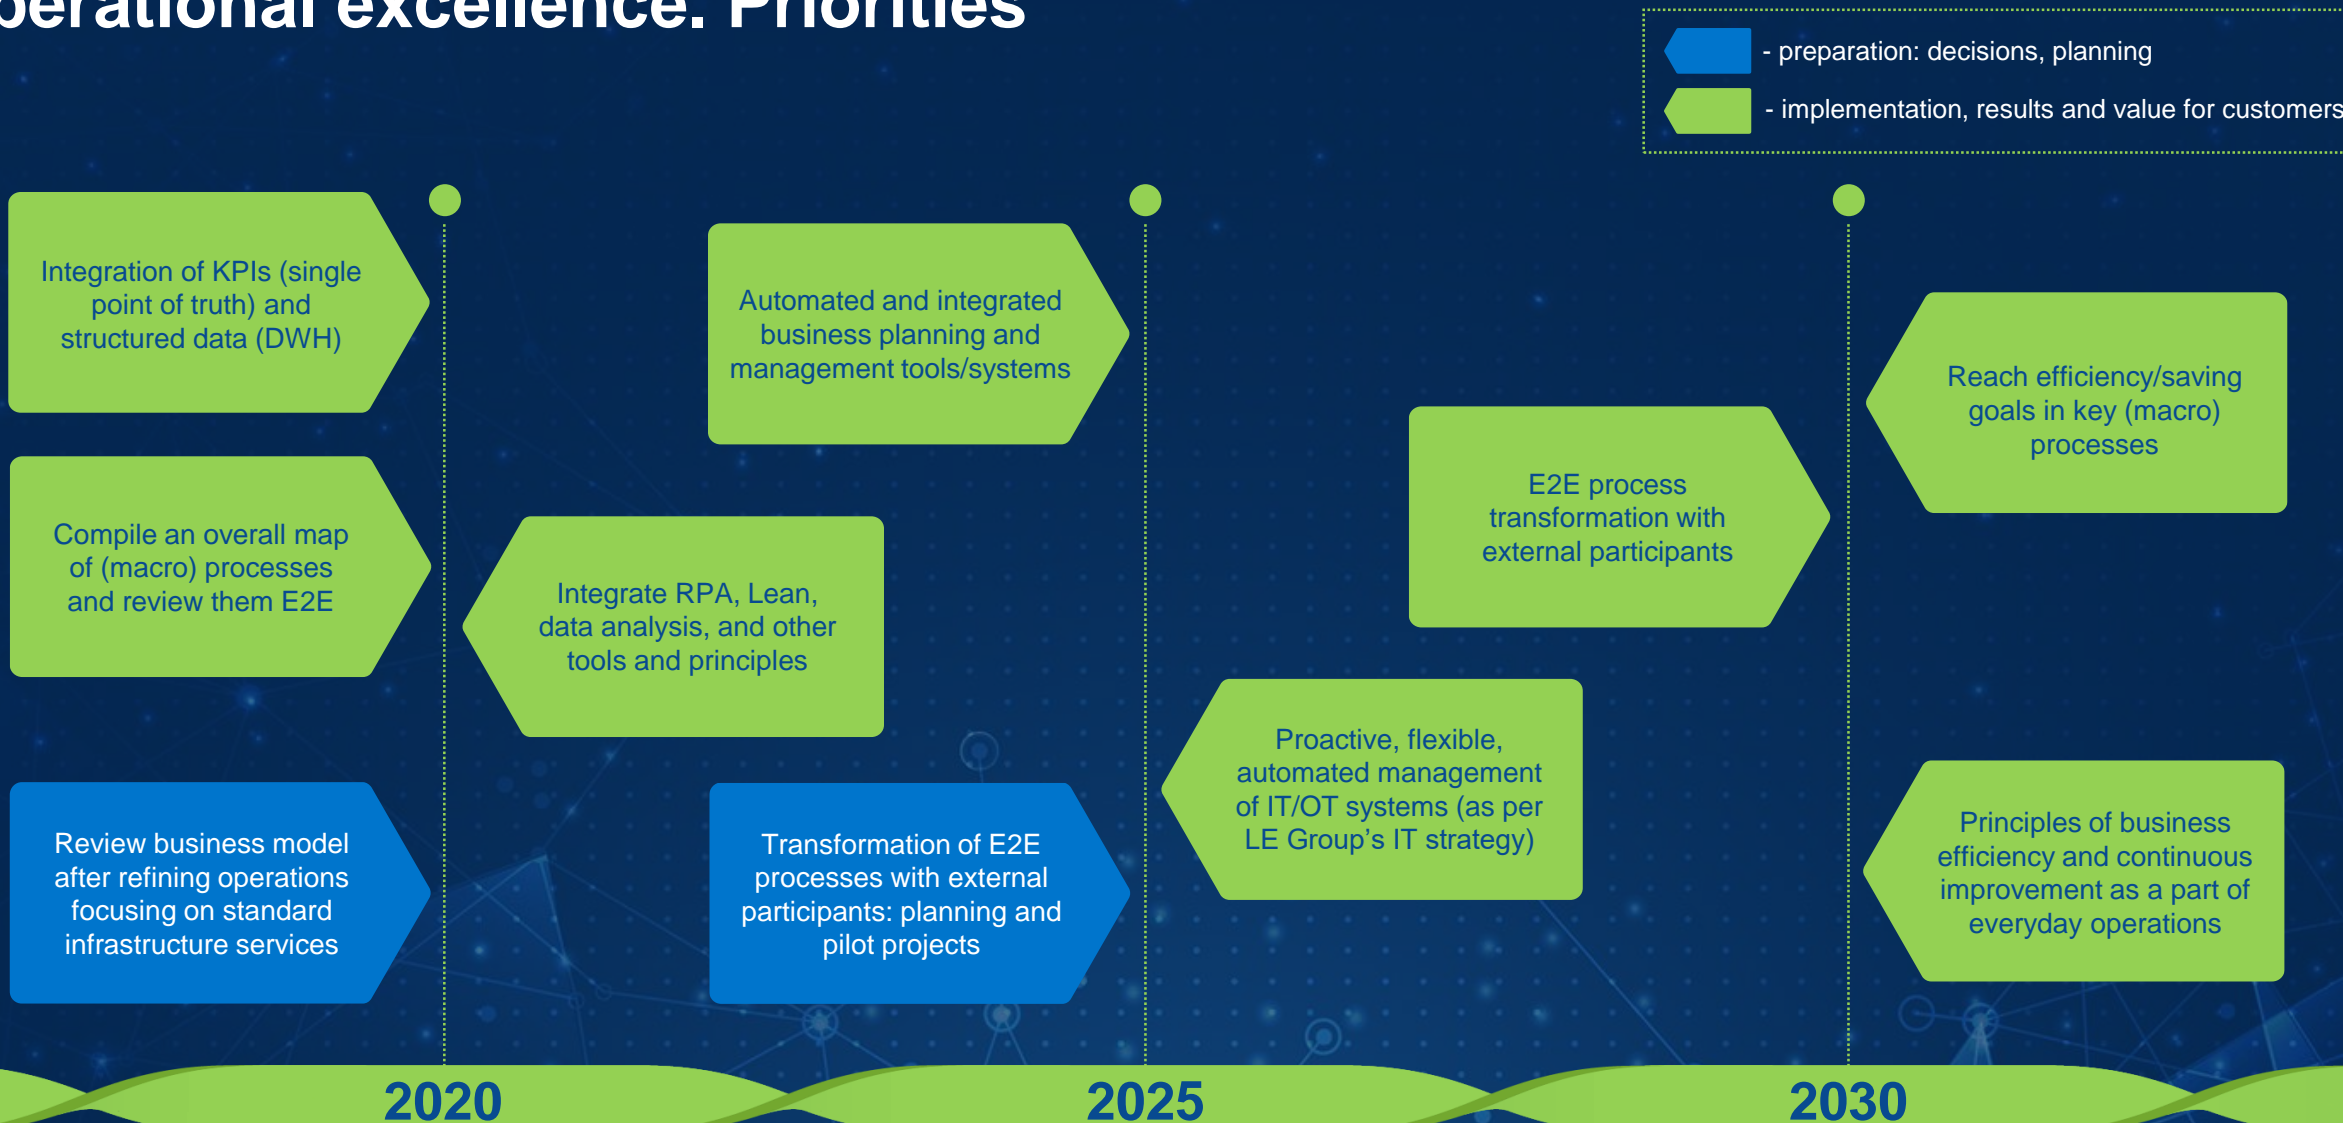 perational excellence. Priorities
- preparation: decisions, planning
- implementation, results and value for customers
Integration of KPIs (single
point of truth) and
structured data (DWH)
Compile an overall map
of (macro) processes
and review them E2E
Review business model
after refining operations
focusing on standard
infrastructure services
Integrate RPA, Lean,
data analysis, and other
tools and principles
Automated and integrated
business planning and
management tools/systems
Transformation of E2E
processes with external
participants: planning and
pilot projects
Proactive, flexible,
automated management
of IT/OT systems (as per
LE Group’s IT strategy)
E2E process
transformation with
external participants
Reach efficiency/saving
goals in key (macro)
processes
Principles of business
efficiency and continuous
improvement as a part of
everyday operations
2020
2025
2030